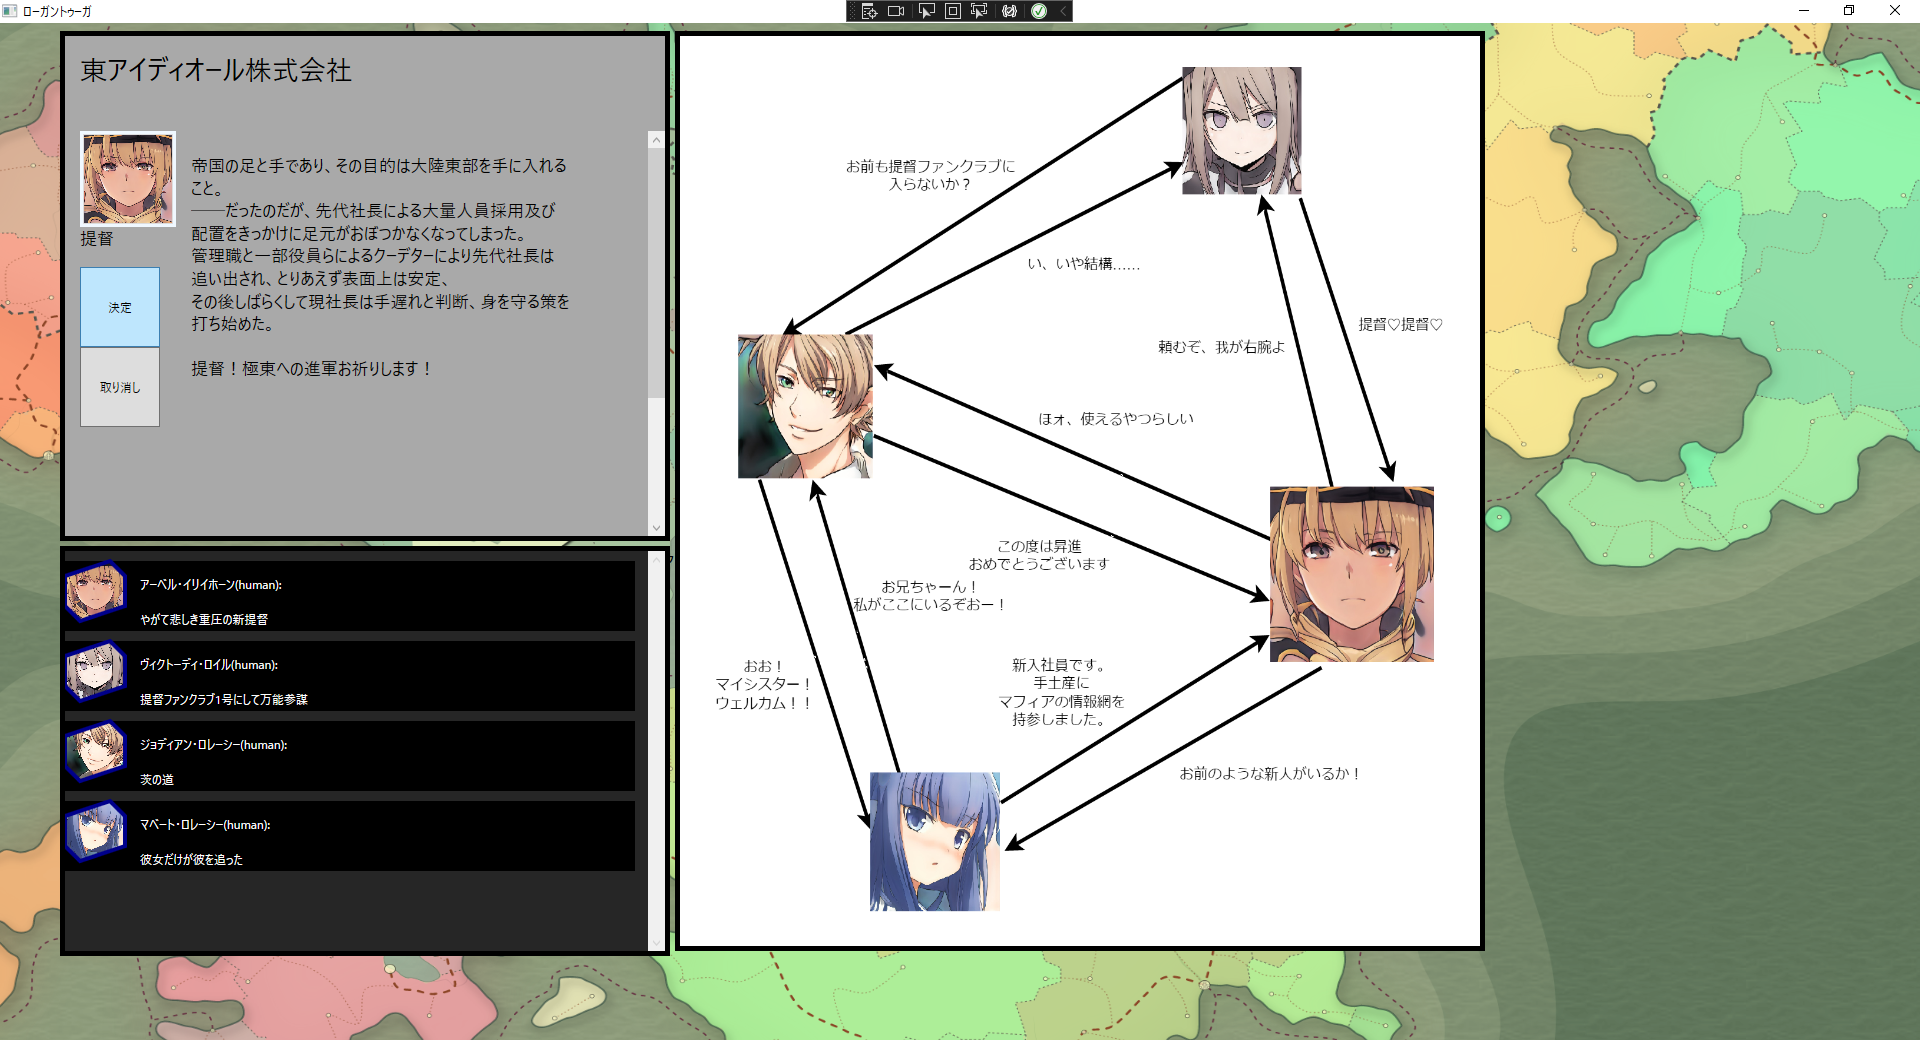 ローガントゥーガ
東アイディオール株式会社
提督
決定
取り消し
帝国の足と手であり、その目的は大陸東部を手に入れる
こと。
――だったのだが、先代社長による大量人員採用及び
配置をきっかけに足元がおぼつかなくなってしまった。
管理職と一部役員らによるクーデターにより先代社長は
追い出され、とりあえず表面上は安定、
その後しばらくして現社長は手遅れと判断、身を守る策を
打ち始めた。
提督！極東への進軍お祈りします！
アーベル・イリイホーン(human):
やがて悲しき重圧の新提督
ヴィクトーディ・ロイル(human):
提督ファンクラブ1号にして万能参謀
ジョディアン・ロレーシー(human):
茨の道
マベート・ロレーシー(human):
彼女だけが彼を追った
お前も提督ファンクラブに
入らないか？
い、いや結構……
提督♡提督♡
頼むぞ、我が右腕よ
ほォ、使えるやつらしい
この度は昇進
おめでとうございます
お兄ちゃーん！
私がここにいるぞおー！
おお！
マイシスター！
ウェルカム！！
新入社員です。
手土産に
マフィアの情報網を
持参しました。
お前のような新人がいるか！